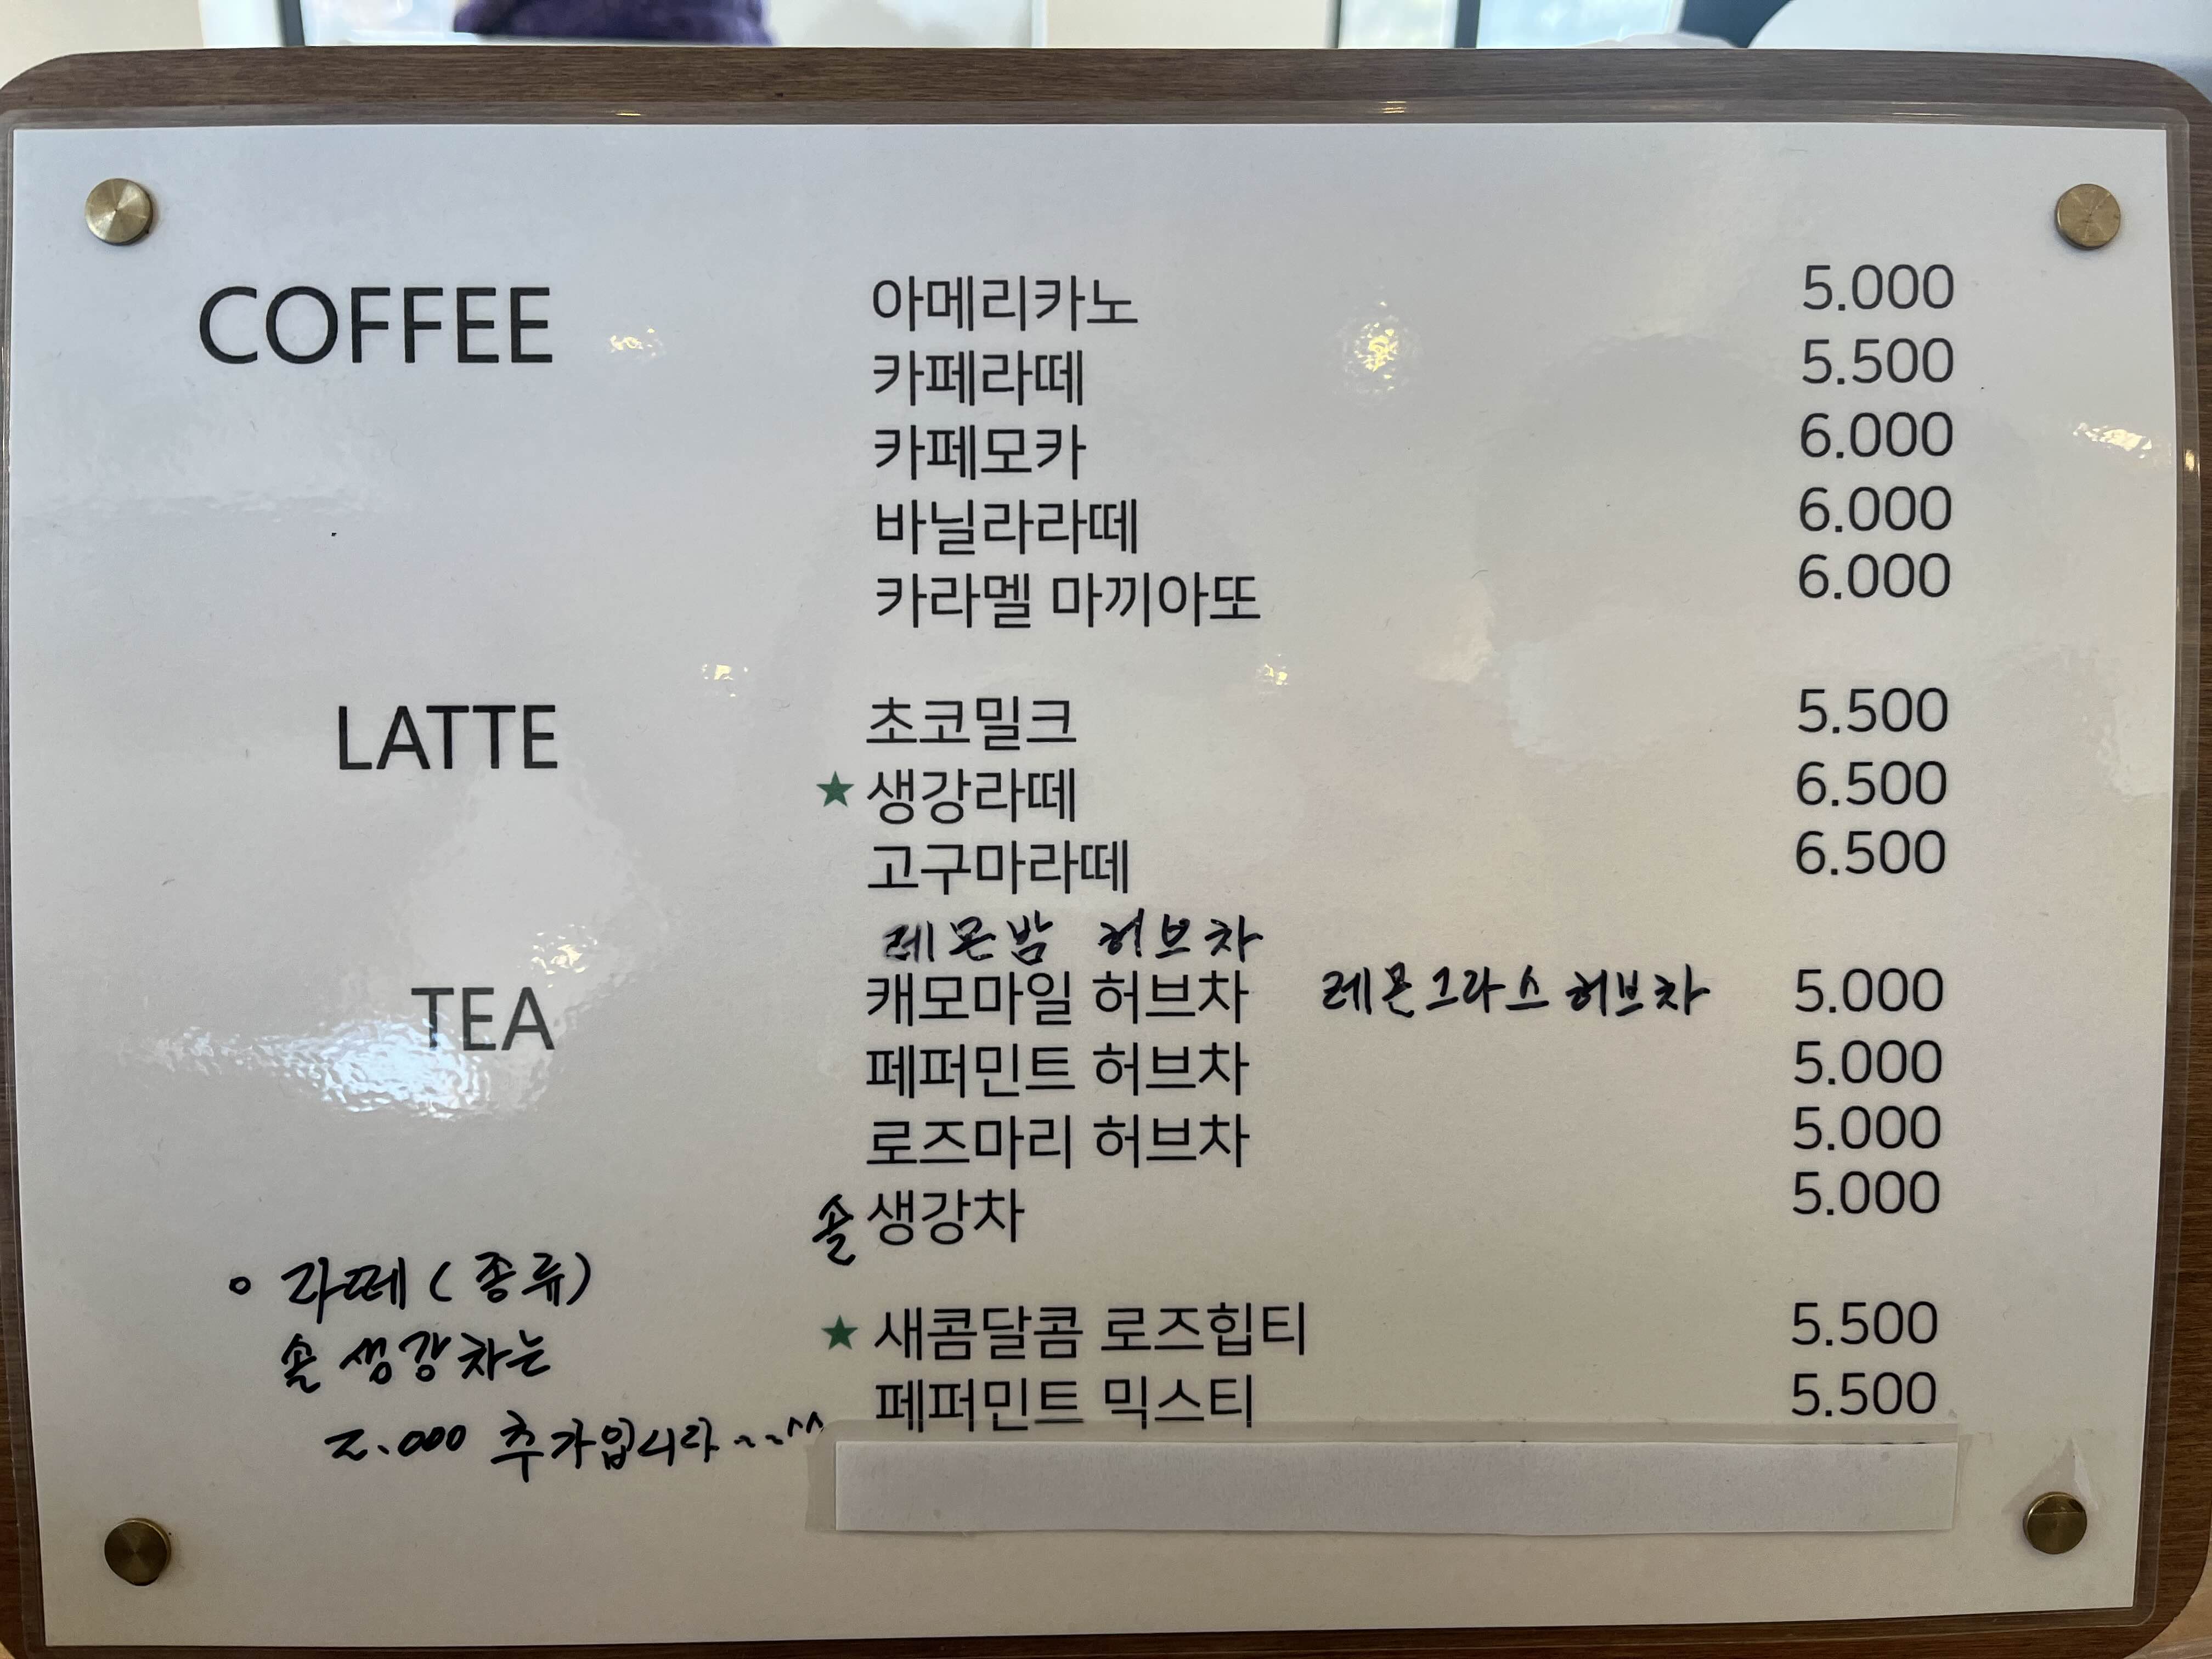 COFFEE 아메리카노 5.000
카페라떼 5.500
카페모카 6.000
바닐라라떼 6.000
카라멜 마끼아또 6.000
LATTE 초코밀크 5.500
★ 생강라떼 6.500
고구마라떼 6.500
레몬밤 허브차
TEA 캐모마일 허브차 레몬그라스 허브차 5.000
페퍼민트 허브차 5.000
로즈마리 허브차 5.000
솔 생강차 5.000
★ 새콤달콤 로즈힙티 5.500
페퍼민트 믹스티 5.500
○ 라떼 (종류)
솔 생강차는
2.000 추가입니다~~^^